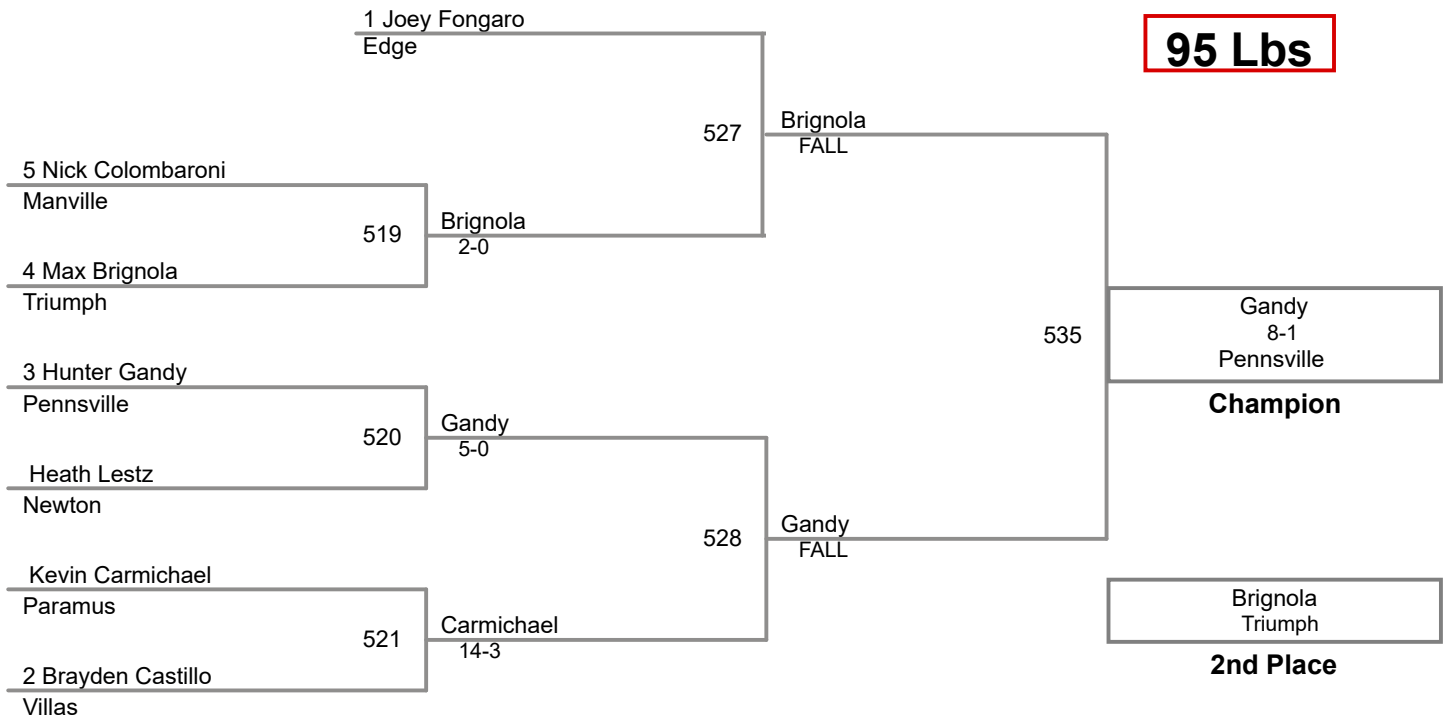 1 Joey Fongaro
Edge
95 Lbs
527
Brignola
FALL
5 Nick Colombaroni
Manville
519
Brignola
2-0
4 Max Brignola
Triumph
535
Gandy
8-1
Pennsville
Champion
3 Hunter Gandy
Pennsville
520
Gandy
5-0
Heath Lestz
Newton
528
Gandy
FALL
Kevin Carmichael
Paramus
521
Carmichael
14-3
2 Brayden Castillo
Villas
Brignola
Triumph
2nd Place